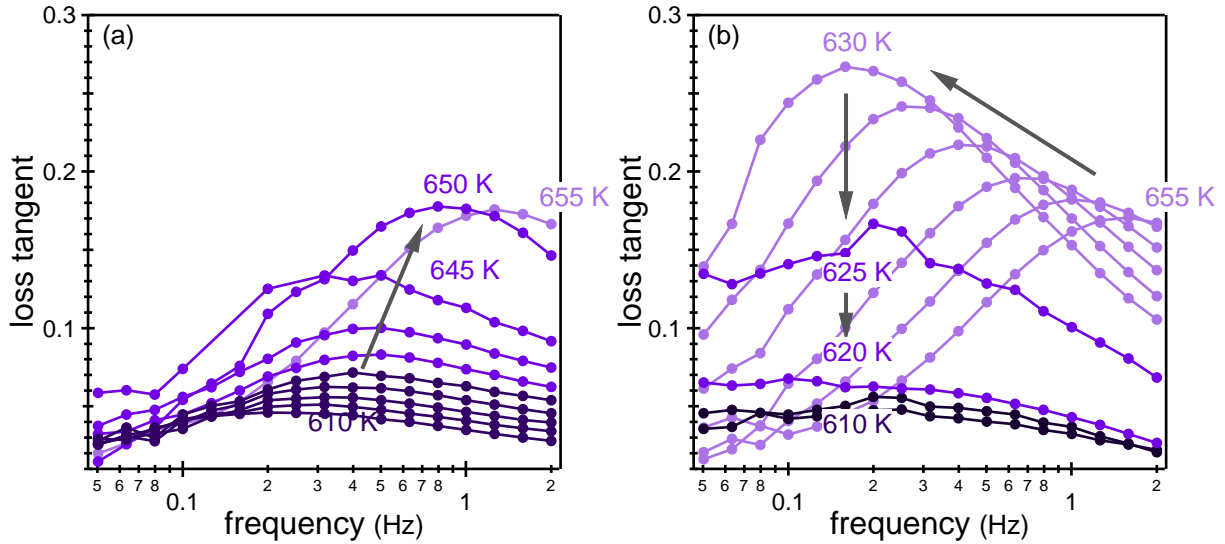 0.3
(a)
0.2
0.1
loss tangent
650 K
655 K
645 K
610 K
5 6 7 8 0.1 2 3 4 5 6 7 8 1 2
frequency (Hz)
0.3
(b)
0.2
0.1
loss tangent
630 K
655 K
625 K
620 K
610 K
5 6 7 8 0.1 2 3 4 5 6 7 8 1 2
frequency (Hz)